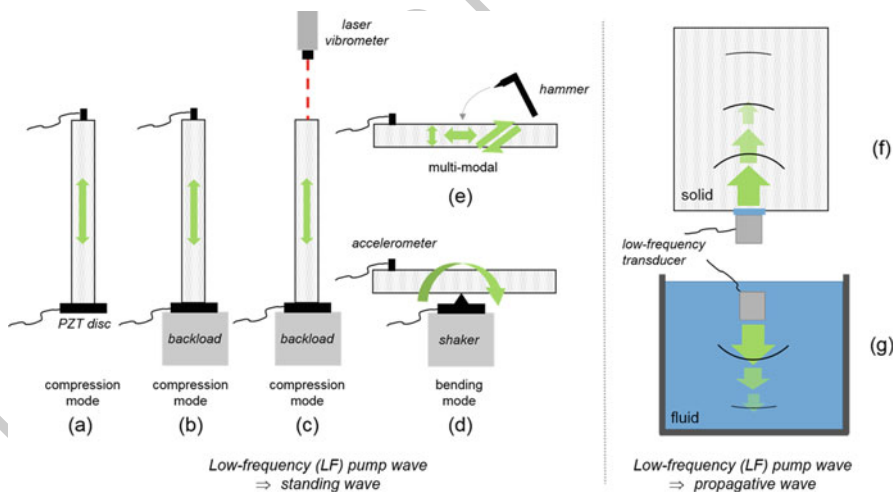 laser
vibrometer
hammer
multi-modal
(e)
accelerometer
PZT disc
backload
backload
shaker
compression
mode
(a)
compression
mode
(b)
compression
mode
(c)
bending
mode
(d)
Low-frequency (LF) pump wave
⇒ standing wave
(f)
solid
low-frequency
transducer
(g)
fluid
Low-frequency (LF) pump wave
⇒ propagative wave